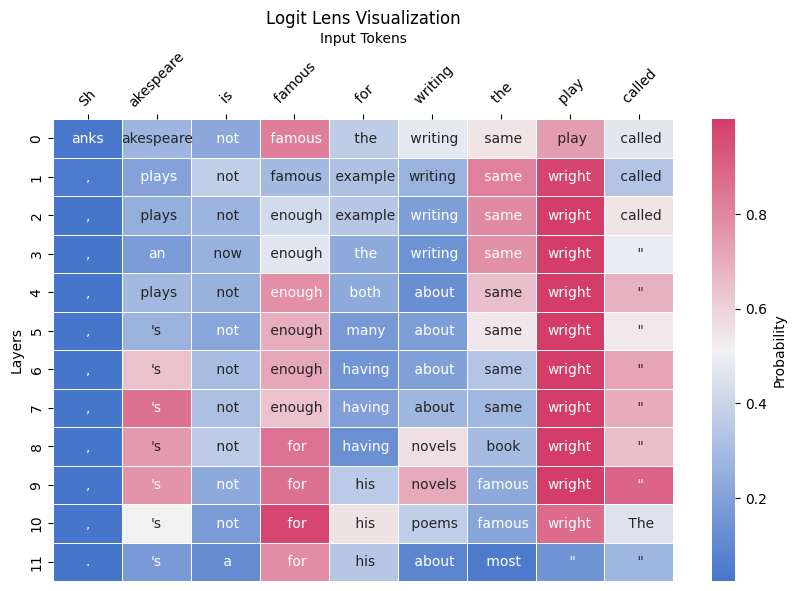 Logit Lens Visualization
Input Tokens
Sh akespeare is famous for writing the play called
0 anks akespeare not famous the writing same play called
1 , plays not famous example writing same wright called
2 , plays not enough example writing same wright called
3 , an now enough the writing same wright "
4 , plays not enough both about same wright "
5 , 's not enough many about same wright "
6 , 's not enough having about same wright "
7 , 's not enough having about same wright "
8 , 's not for having novels book wright "
9 , 's not for his novels famous wright "
10 , 's not for his poems famous wright The
11 . 's a for his about most " "
Layers
0.8
0.6
0.4
0.2
Probability